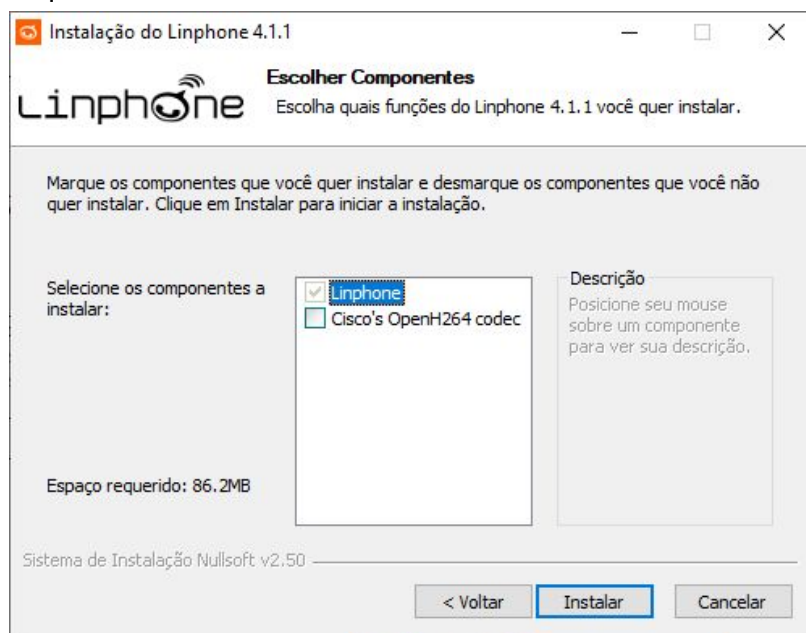 Instalação do Linphone 4.1.1
Linphone
Escolher Componentes
Escolha quais funções do Linphone 4.1.1 você quer instalar.
Marque os componentes que você quer instalar e desmarque os componentes que você não
quer instalar. Clique em Instalar para iniciar a instalação.
Selecione os componentes a
instalar:
Linphone
Cisco's OpenH264 codec
Descrição
Posicione seu mouse
sobre um componente
para ver sua descrição.
Espaço requerido: 86.2MB
Sistema de Instalação Nullsoft v2.50
< Voltar
Instalar
Cancelar